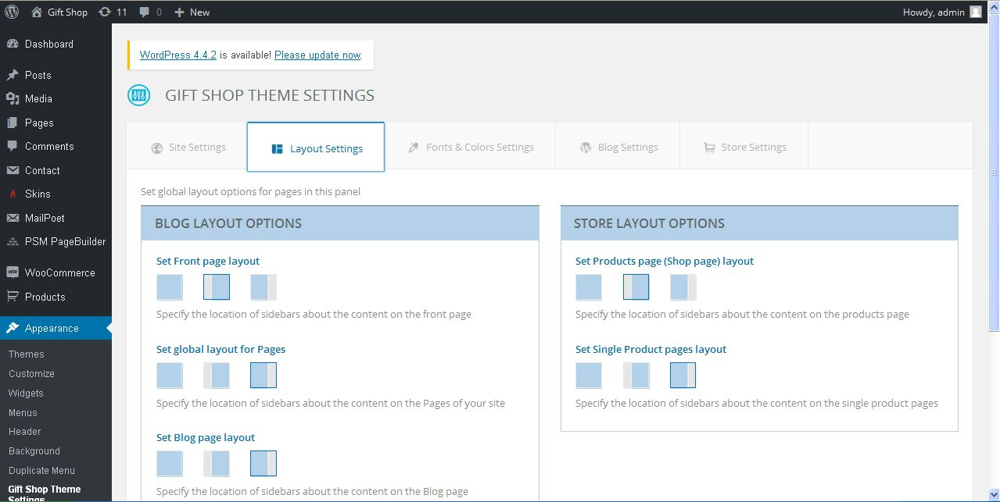 Gift Shop 11 0 New Howdy, admin
Dashboard
Posts
Media
Pages
Comments
Contact
Skins
MailPoet
PSM PageBuilder
WOO WooCommerce
Products
Appearance
Themes
Customize
Widgets
Menus
Header
Background
Duplicate Menu
Gift Shop Theme
Settings
WordPress 4.4.2 is available! Please update now.
GIFT SHOP THEME SETTINGS
Site Settings Layout Settings Fonts & Colors Settings Blog Settings Store Settings
Set global layout options for pages in this panel
BLOG LAYOUT OPTIONS
Set Front page layout
Specify the location of sidebars about the content on the front page
Set global layout for Pages
Specify the location of sidebars about the content on the Pages of your site
Set Blog page layout
Specify the location of sidebars about the content on the Blog page
STORE LAYOUT OPTIONS
Set Products page (Shop page) layout
Specify the location of sidebars about the content on the products page
Set Single Product pages layout
Specify the location of sidebars about the content on the single product pages